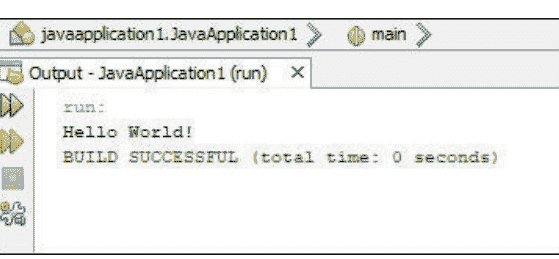 javaapplication1.JavaApplication1 main
Output - JavaApplication1 (run)
run:
Hello World!
BUILD SUCCESSFUL (total time: 0 seconds)